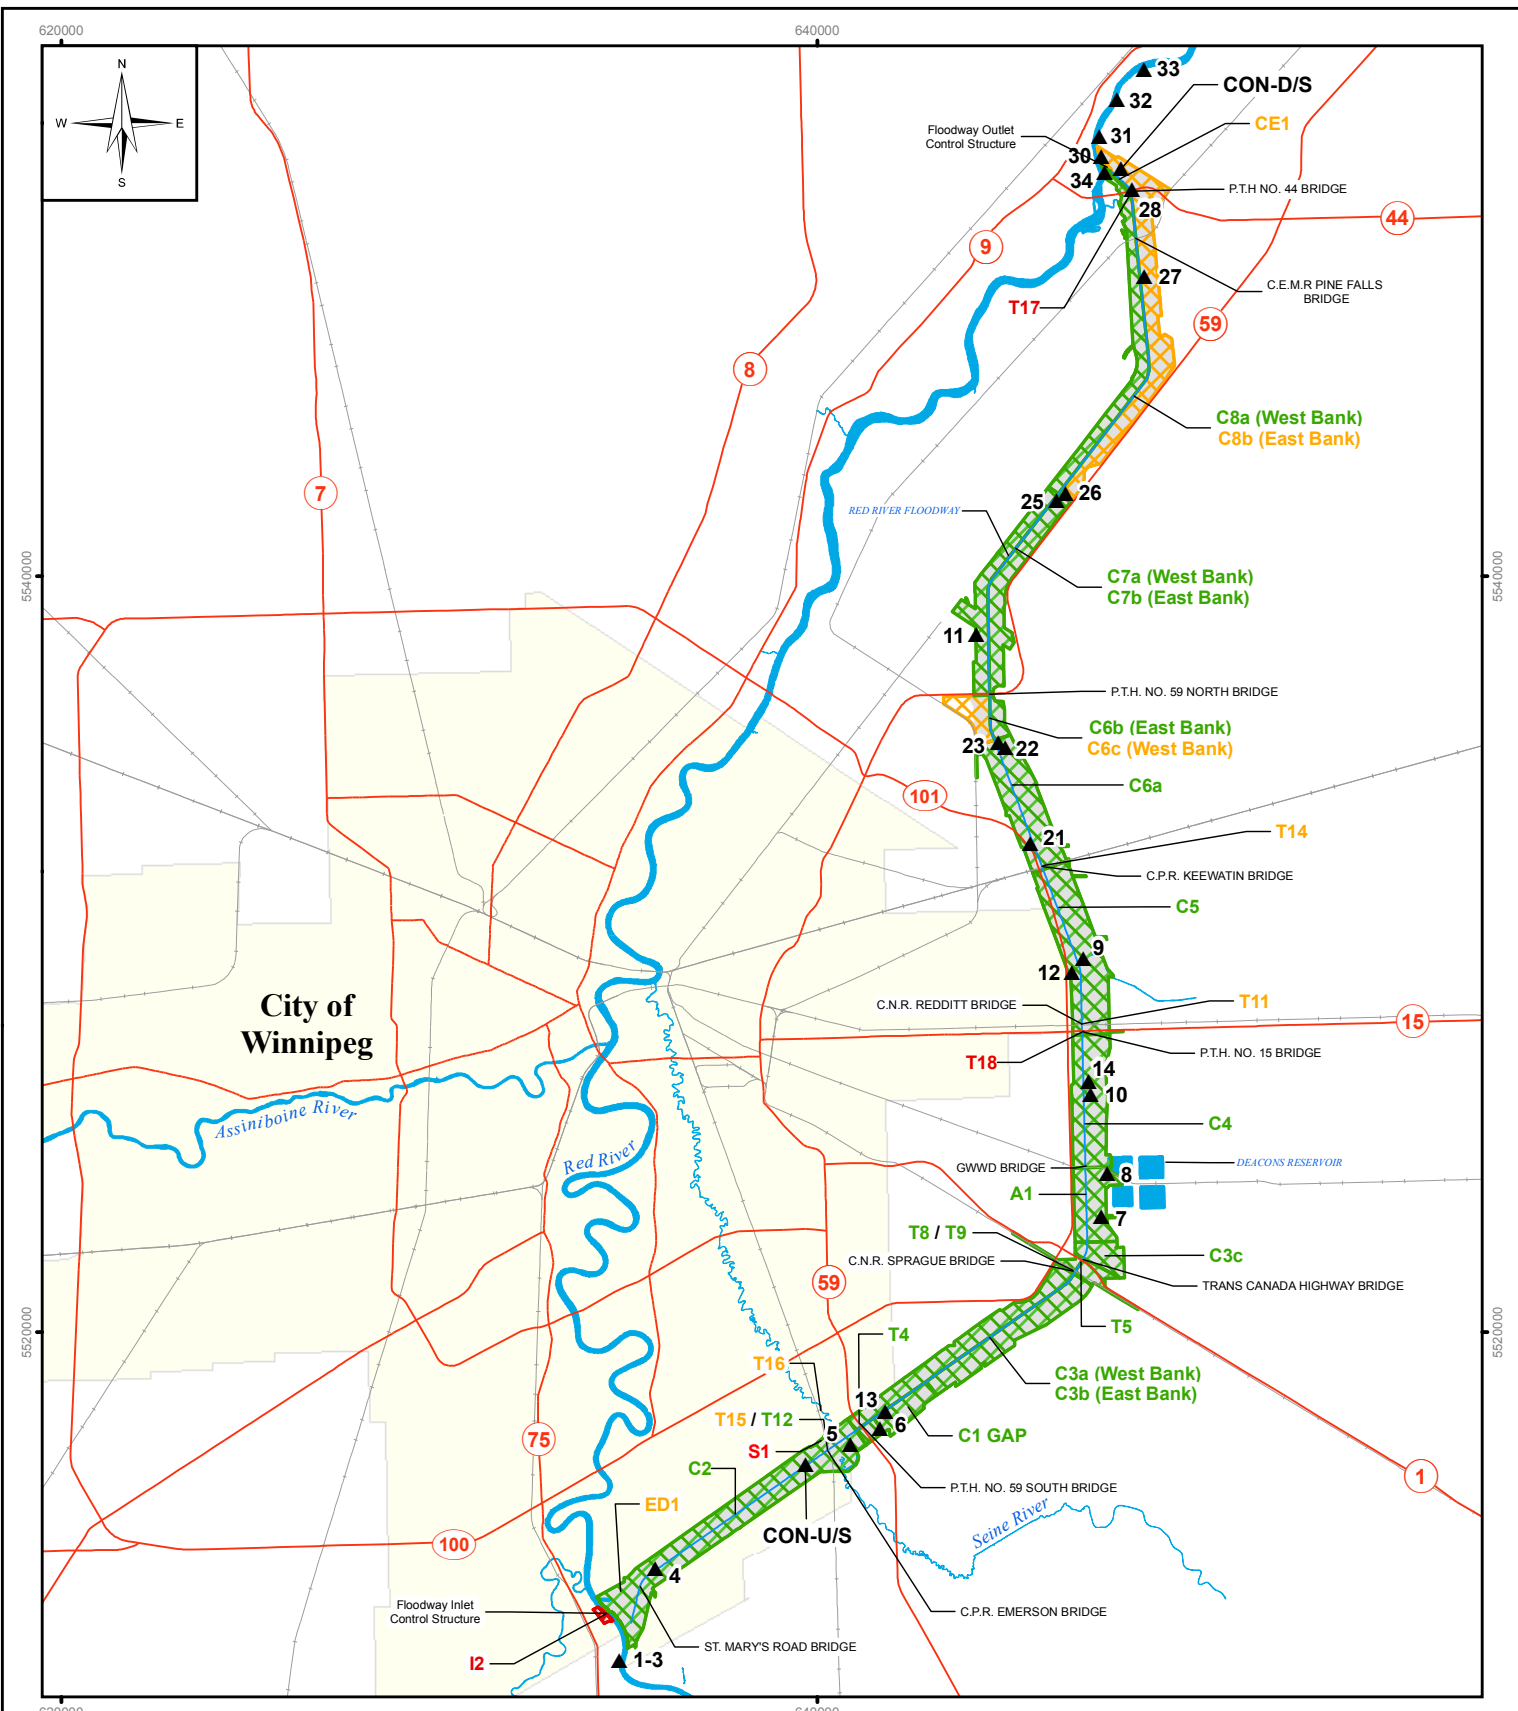 620000
640000
N
W
E
S
33
CON-D/S
32
CE1
Floodway Outlet
Control Structure
31
30
34
P.T.H NO. 44 BRIDGE
28
44
9
27
C.E.M.R PINE FALLS
BRIDGE
T17
59
8
C8a (West Bank)
C8b (East Bank)
7
26
25
RED RIVER FLOODWAY
5540000
5540000
C7a (West Bank)
C7b (East Bank)
11
P.T.H. NO. 59 NORTH BRIDGE
C6b (East Bank)
C6c (West Bank)
23
22
C6a
101
T14
21
C.P.R. KEEWATIN BRIDGE
C5
9
12
City of
Winnipeg
C.N.R. REDDITT BRIDGE
T11
15
P.T.H. NO. 15 BRIDGE
T18
14
10
Assiniboine River
C4
Red River
GWWD BRIDGE
DEACONS RESERVOIR
8
A1
7
T8 / T9
C3c
C.N.R. SPRAGUE BRIDGE
59
TRANS CANADA HIGHWAY BRIDGE
5520000
5520000
T5
T4
T16
C3a (West Bank)
C3b (East Bank)
13
T15 / T12
6
5
C1 GAP
75
S1
C2
1
P.T.H. NO. 59 SOUTH BRIDGE
ED1
Seine River
CON-U/S
100
4
Floodway Inlet
Control Structure
C.P.R. EMERSON BRIDGE
ST. MARY'S ROAD BRIDGE
I2
1-3